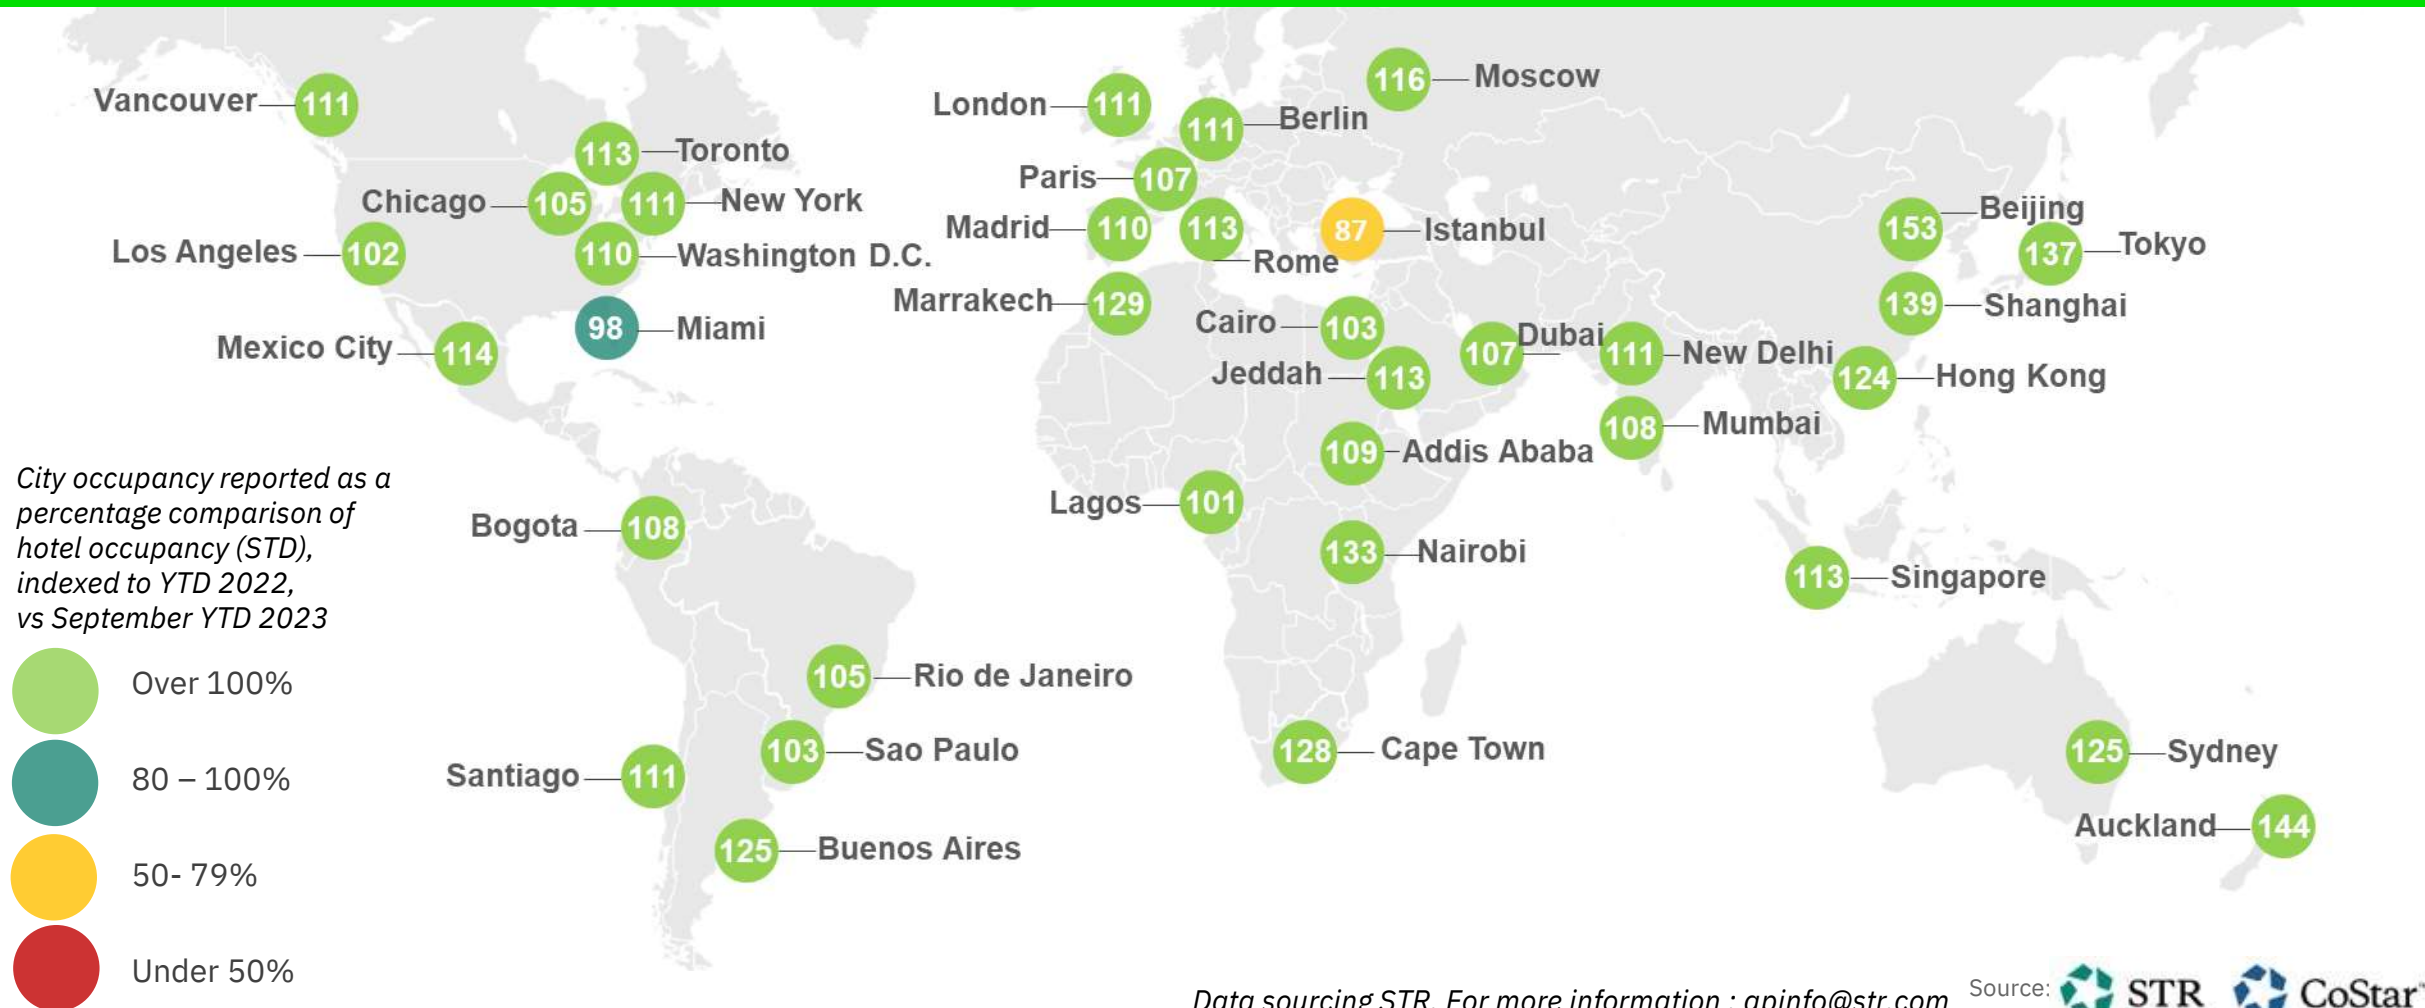 Vancouver 111
113 Toronto
Chicago 105
111 New York
Los Angeles 102
110 Washington D.C.
98 Miami
Mexico City 114
London 111
111 Berlin
116 Moscow
Paris 107
Madrid 110
113 Rome
87 Istanbul
Marrakech 129
Cairo 103
Jeddah 113
107 Dubai
111 New Delhi
108 Mumbai
153 Beijing
137 Tokyo
139 Shanghai
124 Hong Kong
109 Addis Ababa
Lagos 101
133 Nairobi
113 Singapore
Bogota 108
105 Rio de Janeiro
103 Sao Paulo
Santiago 111
125 Buenos Aires
128 Cape Town
125 Sydney
Auckland 144
City occupancy reported as a
percentage comparison of
hotel occupancy (STD),
indexed to YTD 2022,
vs September YTD 2023
Over 100%
80 – 100%
50- 79%
Under 50%
Data sourcing STR. For more information : apinfo@str.com
Source: STR CoStar™